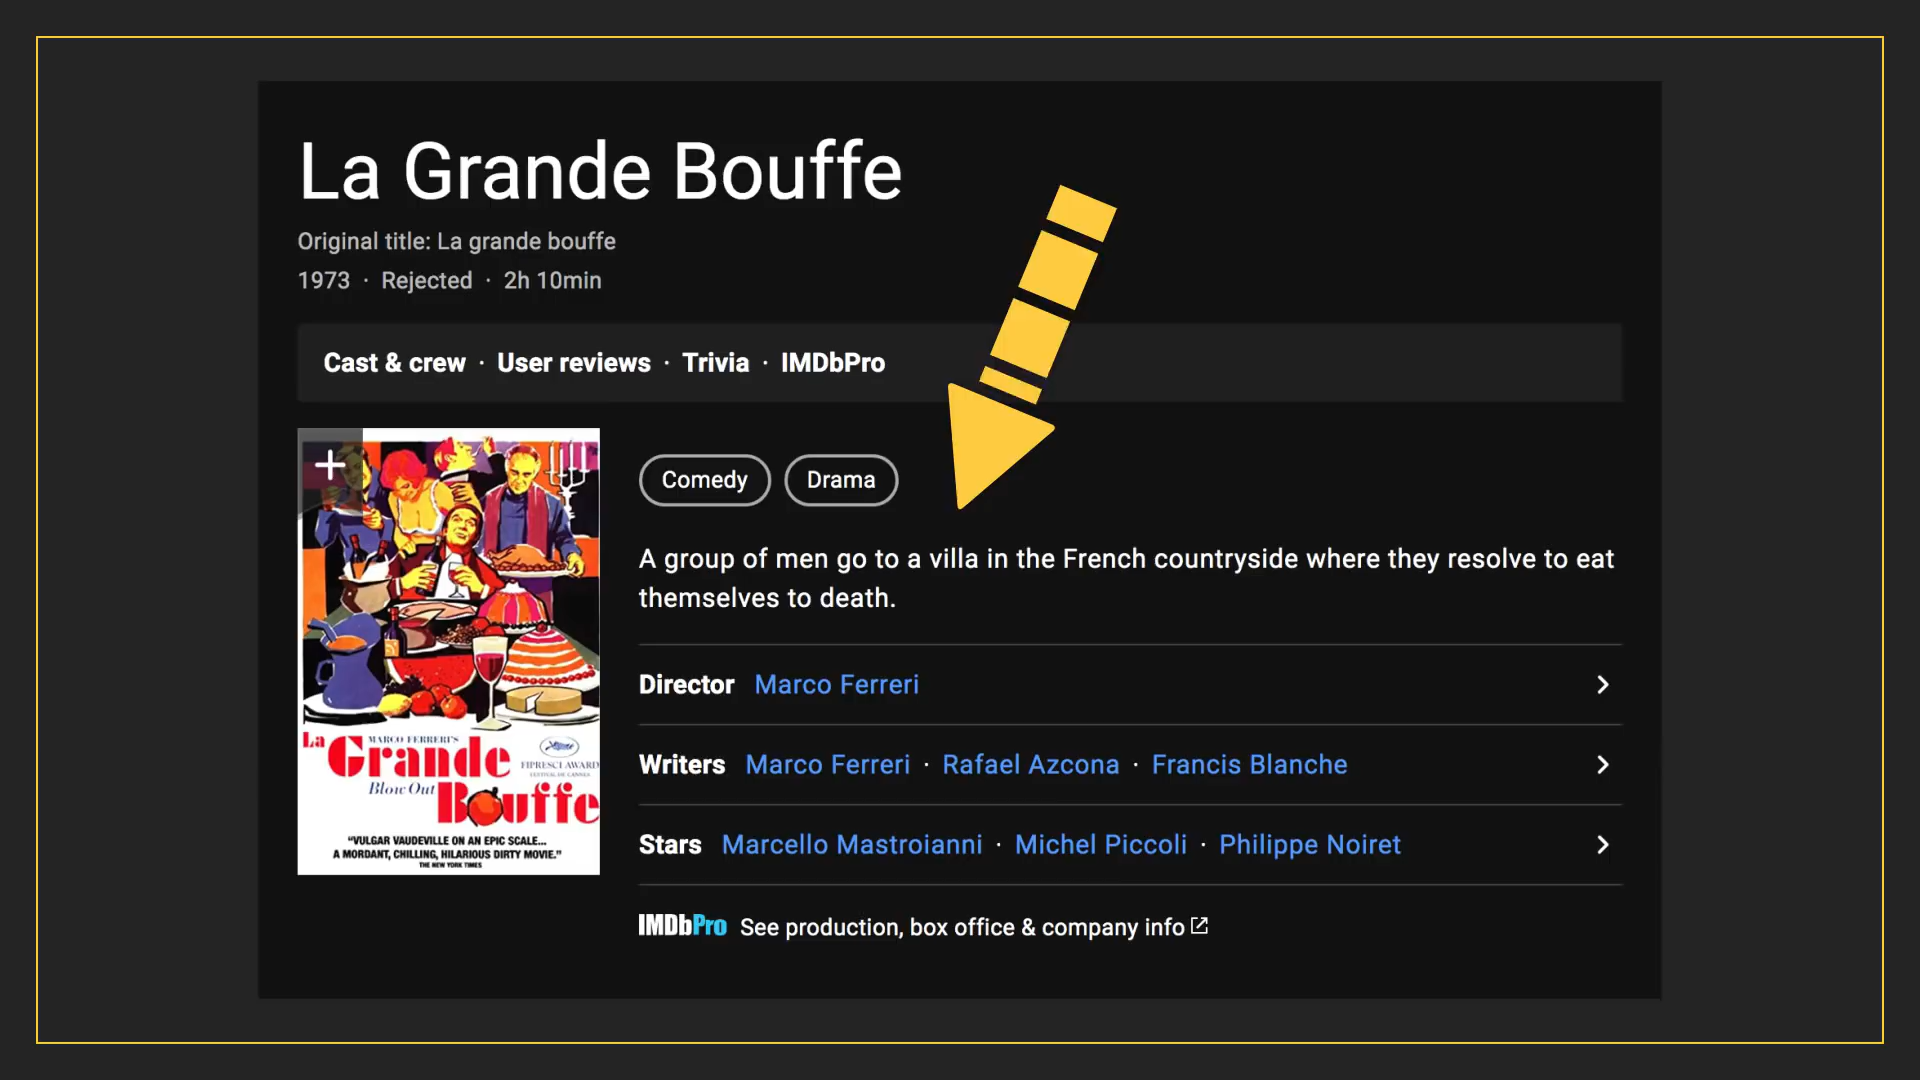 La Grande Bouffe
Original title: La grande bouffe
1973 · Rejected · 2h 10min
Cast & crew · User reviews · Trivia · IMDbPro
Comedy
Drama
A group of men go to a villa in the French countryside where they resolve to eat
themselves to death.
Director Marco Ferreri
Writers Marco Ferreri · Rafael Azcona · Francis Blanche
Stars Marcello Mastroianni · Michel Piccoli · Philippe Noiret
IMDbPro See production, box office & company info
MARCO FERRERI'S
La Grande
Blow Out
Bouffe
FIPRESCI AWARD
FESTIVAL DE CANNES
"VULGAR VAUDEVILLE ON AN EPIC SCALE...
A MORDANT, CHILLING, HILARIOUS DIRTY MOVIE."
THE NEW YORK TIMES